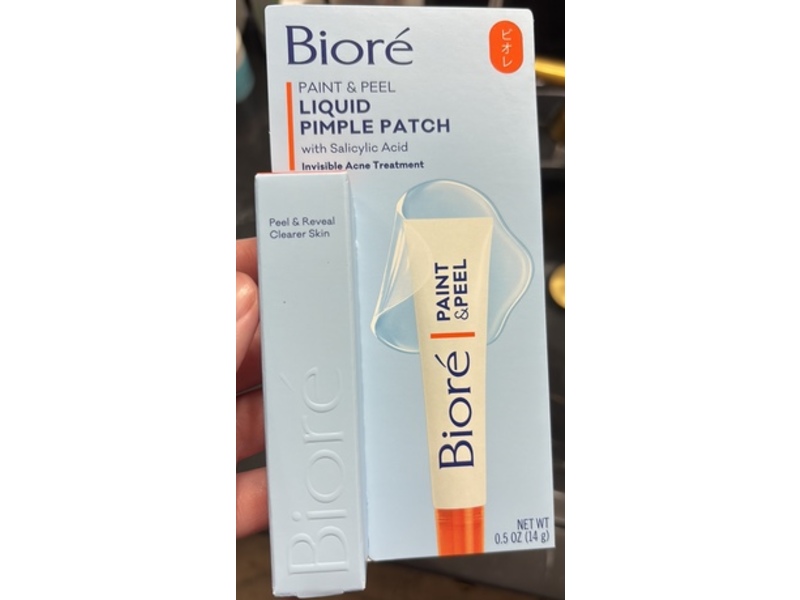 Bioré
ビオレ
PAINT & PEEL
LIQUID
PIMPLE PATCH
with Salicylic Acid
Invisible Acne Treatment
Peel & Reveal
Clearer Skin
Bioré
Bioré | PAINT
&PEEL
NET WT
0.5 OZ (14 g)